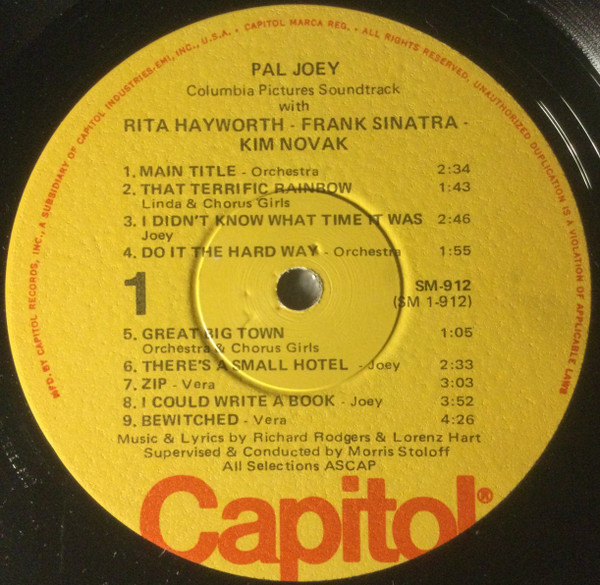 MFD. BY CAPITOL RECORDS, INC., A SUBSIDIARY OF CAPITOL INDUSTRIES-EMI, INC., U.S.A. • CAPITOL MARCA REG. • ALL RIGHTS RESERVED. UNAUTHORIZED DUPLICATION IS A VIOLATION OF APPLICABLE LAWS
PAL JOEY
Columbia Pictures Soundtrack
with
RITA HAYWORTH - FRANK SINATRA -
KIM NOVAK
1. MAIN TITLE - Orchestra 2:34
2. THAT TERRIFIC RAINBOW 1:43
Linda & Chorus Girls
3. I DIDN'T KNOW WHAT TIME IT WAS 2:46
Joey
4. DO IT THE HARD WAY - Orchestra 1:55
1
SM-912
(SM 1-912)
5. GREAT BIG TOWN 1:05
Orchestra & Chorus Girls
6. THERE'S A SMALL HOTEL - Joey 2:33
7. ZIP - Vera 3:03
8. I COULD WRITE A BOOK - Joey 3:52
9. BEWITCHED - Vera 4:26
Music & Lyrics by Richard Rodgers & Lorenz Hart
Supervised & Conducted by Morris Stoloff
All Selections ASCAP
Capitol®